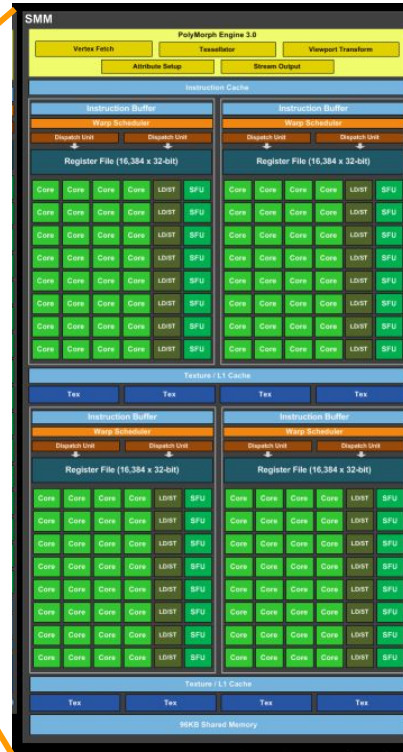 SMM
PolyMorph Engine 3.0
Vertex Fetch Tessellator Viewport Transform
Attribute Setup Stream Output
Instruction Cache
Instruction Buffer Instruction Buffer
Warp Scheduler Warp Scheduler
Dispatch Unit Dispatch Unit Dispatch Unit Dispatch Unit
Register File (16,384 x 32-bit) Register File (16,384 x 32-bit)
Core Core Core Core LD/ST SFU Core Core Core Core LD/ST SFU
Core Core Core Core LD/ST SFU Core Core Core Core LD/ST SFU
Core Core Core Core LD/ST SFU Core Core Core Core LD/ST SFU
Core Core Core Core LD/ST SFU Core Core Core Core LD/ST SFU
Core Core Core Core LD/ST SFU Core Core Core Core LD/ST SFU
Core Core Core Core LD/ST SFU Core Core Core Core LD/ST SFU
Core Core Core Core LD/ST SFU Core Core Core Core LD/ST SFU
Core Core Core Core LD/ST SFU Core Core Core Core LD/ST SFU
Texture / L1 Cache
Tex Tex Tex Tex
Instruction Buffer Instruction Buffer
Warp Scheduler Warp Scheduler
Dispatch Unit Dispatch Unit Dispatch Unit Dispatch Unit
Register File (16,384 x 32-bit) Register File (16,384 x 32-bit)
Core Core Core Core LD/ST SFU Core Core Core Core LD/ST SFU
Core Core Core Core LD/ST SFU Core Core Core Core LD/ST SFU
Core Core Core Core LD/ST SFU Core Core Core Core LD/ST SFU
Core Core Core Core LD/ST SFU Core Core Core Core LD/ST SFU
Core Core Core Core LD/ST SFU Core Core Core Core LD/ST SFU
Core Core Core Core LD/ST SFU Core Core Core Core LD/ST SFU
Core Core Core Core LD/ST SFU Core Core Core Core LD/ST SFU
Core Core Core Core LD/ST SFU Core Core Core Core LD/ST SFU
Texture / L1 Cache
Tex Tex Tex Tex
96KB Shared Memory